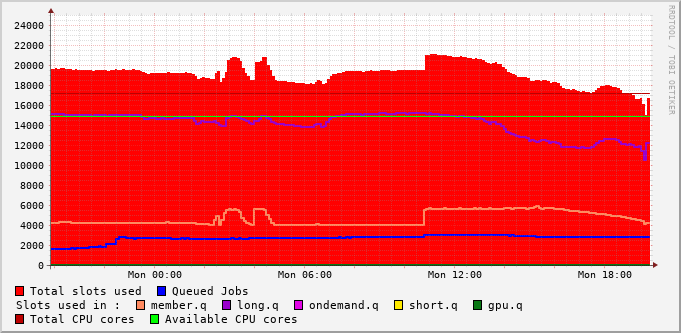 RRDTOOL / TOBI OETIKER
24000
22000
20000
18000
16000
14000
12000
10000
8000
6000
4000
2000
0
Mon 00:00 Mon 06:00 Mon 12:00 Mon 18:00
Total slots used Queued Jobs
Slots used in : member.q long.q ondemand.q short.q gpu.q
Total CPU cores Available CPU cores